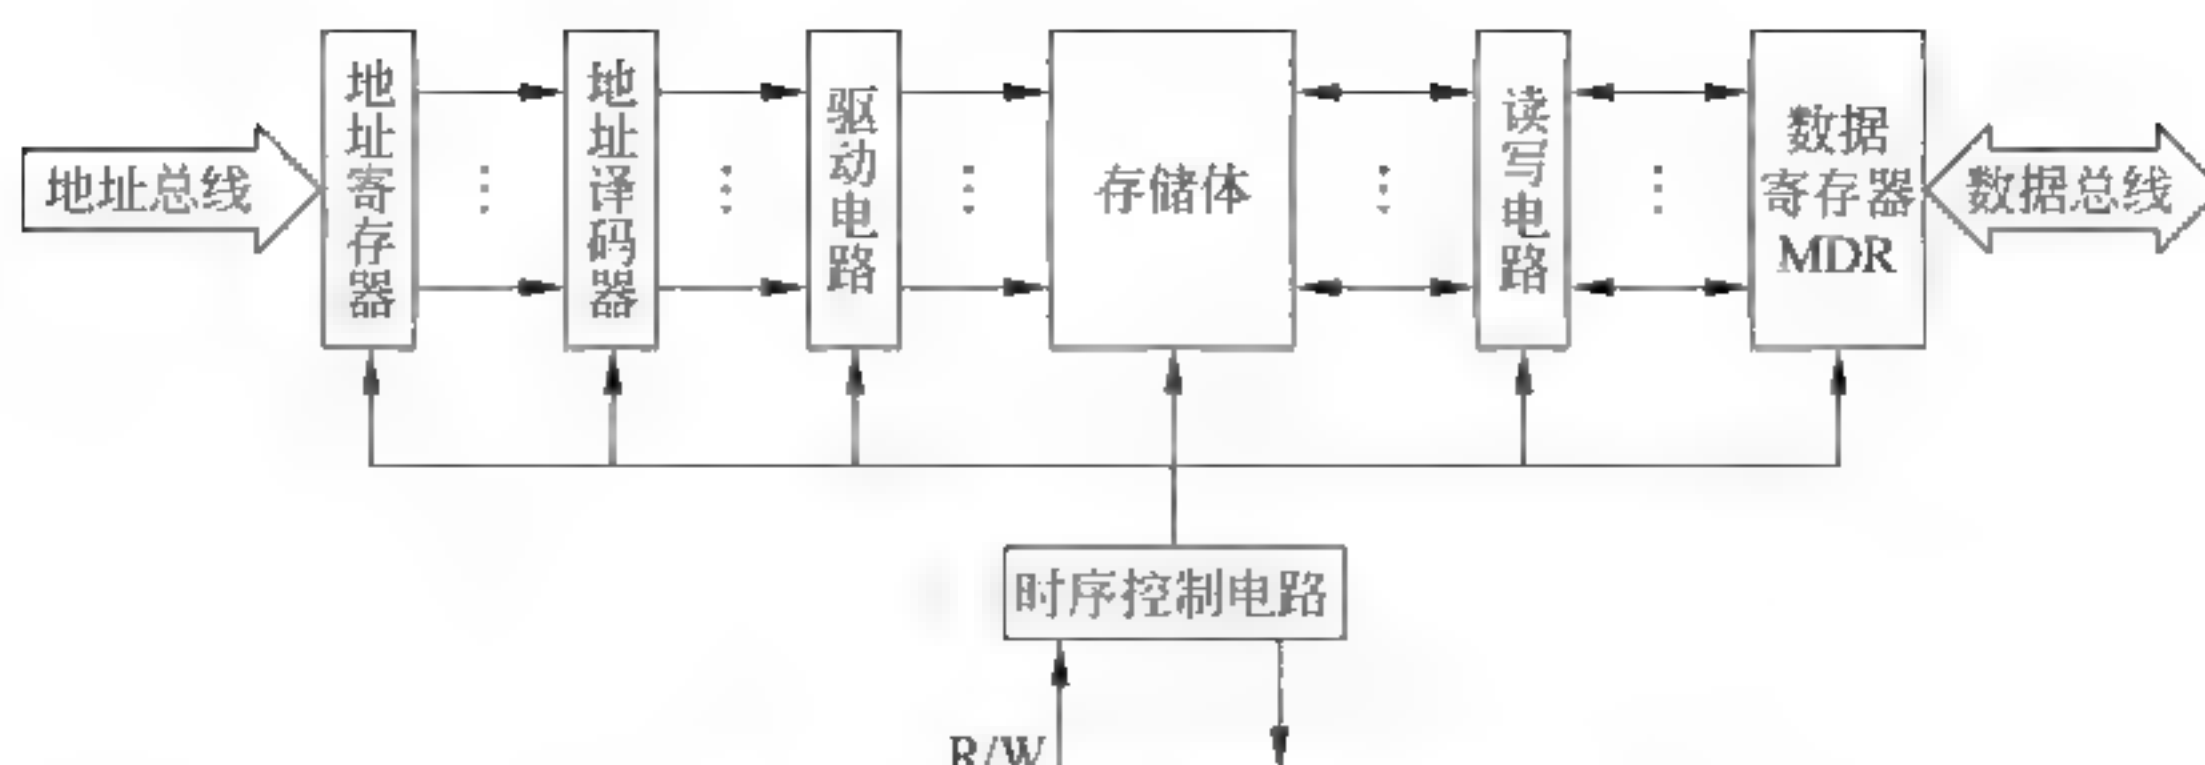 地址总线
地址寄存器
地址译码器
驱动电路
存储体
读写电路
数据
寄存器
MDR
数据总线
时序控制电路
R/W